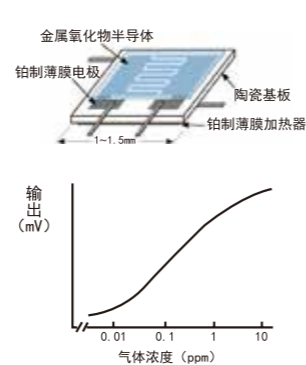 金属氧化物半导体
铂制薄膜电极
陶瓷基板
铂制薄膜加热器
1~1.5mm
输出
（mV）
0.01 0.1 1 10
气体浓度（ppm）